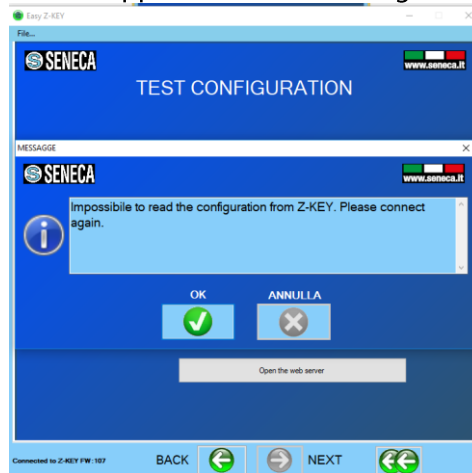 Easy Z-KEY
File...
SENECA
www.seneca.it
TEST CONFIGURATION
MESSAGGE
SENECA
www.seneca.it
Impossibile to read the configuration from Z-KEY. Please connect
again.
OK
ANNULLA
Open the web server
Connected to Z-KEY FW:107
BACK
NEXT